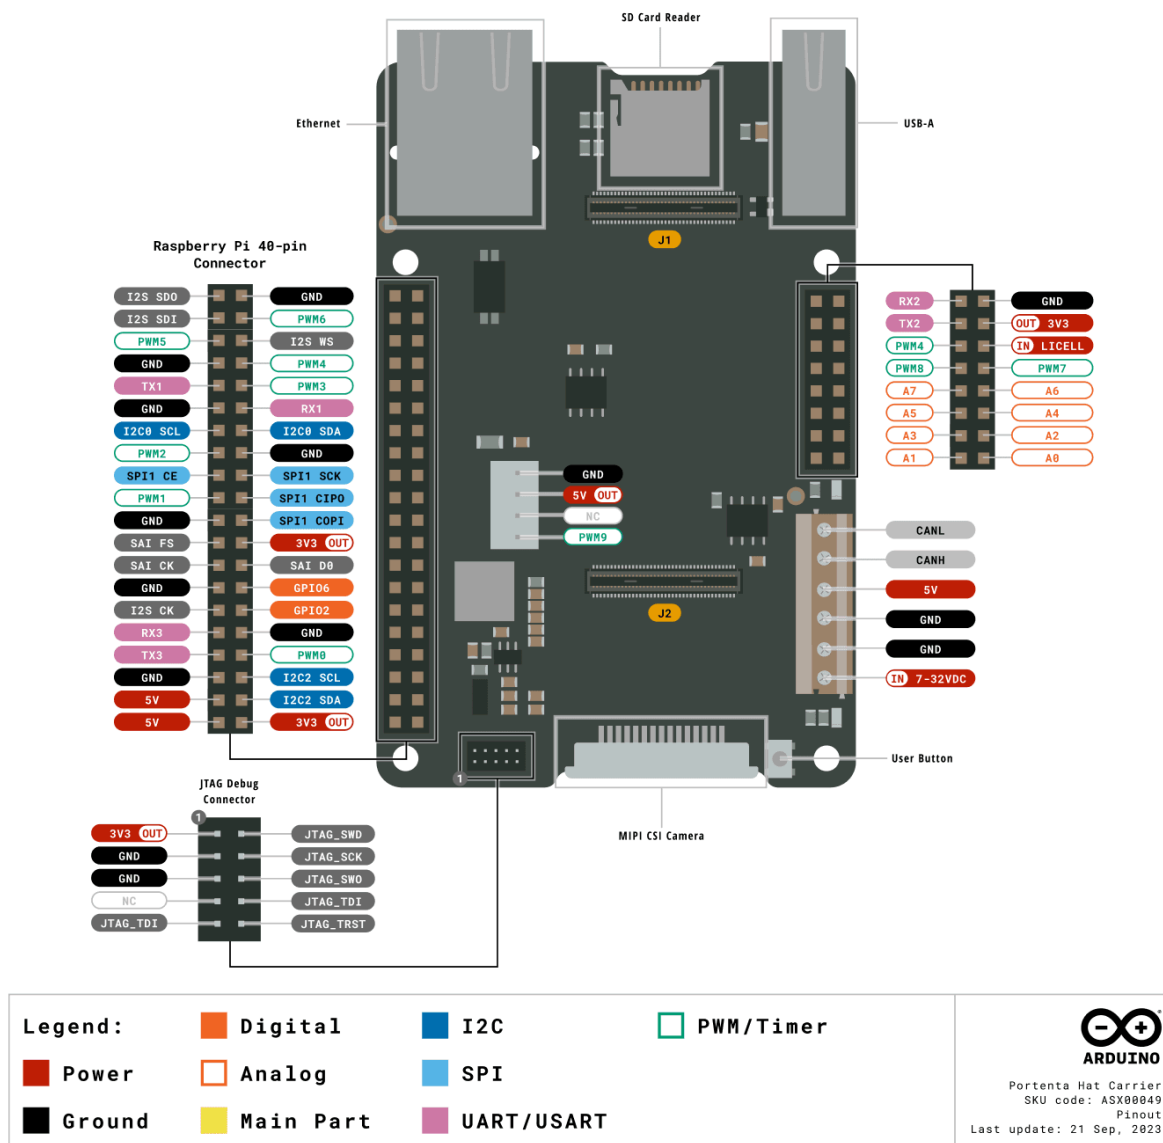 SD Card Reader
Ethernet
USB-A
J1
Raspberry Pi 40-pin
Connector
I2S SDO GND
I2S SDI PWM6
PWM5 I2S WS
GND PWM4
TX1 PWM3
GND RX1
I2C0 SCL I2C0 SDA
PWM2 GND
SPI1 CE SPI1 SCK
PWM1 SPI1 CIPO
GND SPI1 COPI
SAI FS 3V3 OUT
SAI CK SAI D0
GND GPIO6
I2S CK GPIO2
RX3 GND
TX3 PWM0
GND I2C2 SCL
5V I2C2 SDA
5V 3V3 OUT
RX2 GND
TX2 OUT 3V3
PWM4 IN LICELL
PWM8 PWM7
A7 A6
A5 A4
A3 A2
A1 A0
GND
5V OUT
NC
PWM9
CANL
CANH
5V
GND
GND
IN 7-32VDC
J2
User Button
1
MIPI CSI Camera
JTAG Debug
Connector
1
3V3 OUT JTAG_SWD
GND JTAG_SCK
GND JTAG_SWO
NC JTAG_TDI
JTAG_TDI JTAG_TRST
Legend:
Digital
I2C
PWM/Timer
Power
Analog
SPI
Ground
Main Part
UART/USART
ARDUINO
Portenta Hat Carrier
SKU code: ASX00049
Pinout
Last update: 21 Sep, 2023